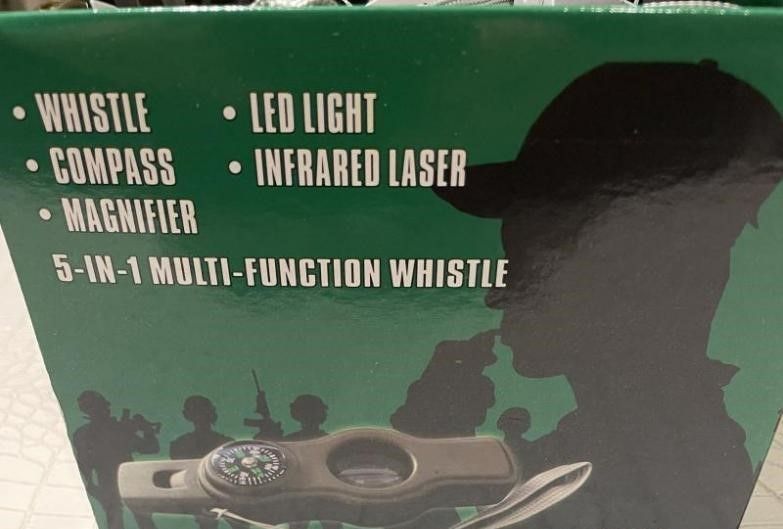 • WHISTLE
• COMPASS
• MAGNIFIER
• LED LIGHT
• INFRARED LASER
5-IN-1 MULTI-FUNCTION WHISTLE